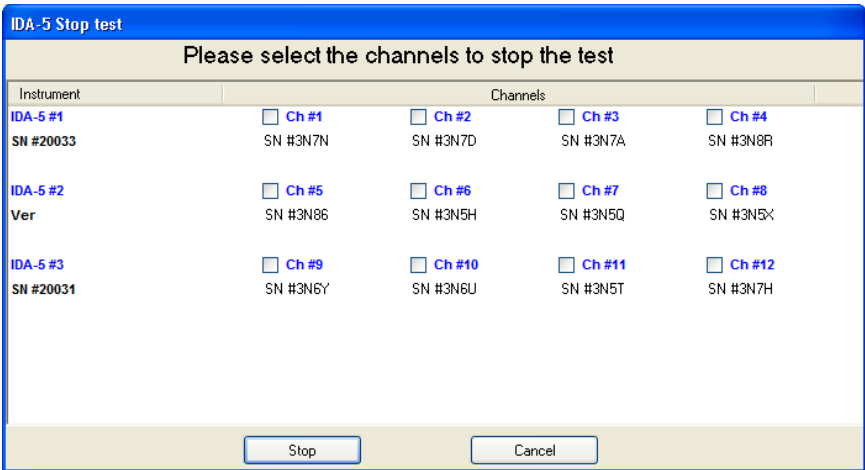 IDA-5 Stop test
Please select the channels to stop the test
Instrument Channels
IDA-5 #1 Ch #1 Ch #2 Ch #3 Ch #4
SN #20033 SN #3N7N SN #3N7D SN #3N7A SN #3N8R
IDA-5 #2 Ch #5 Ch #6 Ch #7 Ch #8
Ver SN #3N86 SN #3N5H SN #3N5Q SN #3N5X
IDA-5 #3 Ch #9 Ch #10 Ch #11 Ch #12
SN #20031 SN #3N6Y SN #3N6U SN #3N5T SN #3N7H
Stop Cancel